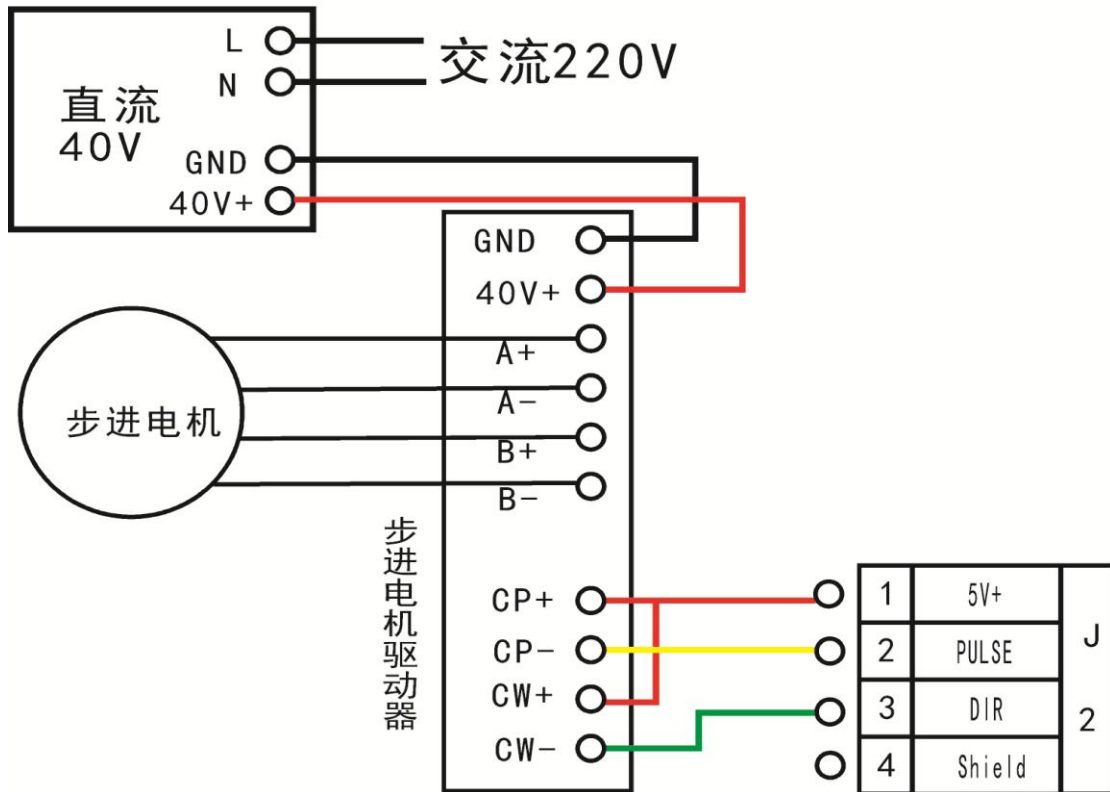 L
交流220V
N
直流
40V
GND
40V+
GND
40V+
A+
A-
B+
B-
步进电机
步进电机驱动器
CP+
CP-
CW+
CW-
1 5V+
2 PULSE
3 DIR
4 Shield
J2